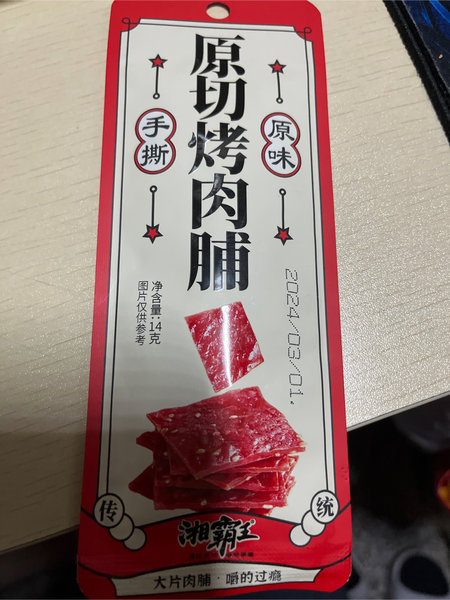 原切烤肉脯
手撕
原味
净含量:14克
图片仅供参考
2024/03/01.
传
统
湘霸王
大片肉脯·嚼的过瘾